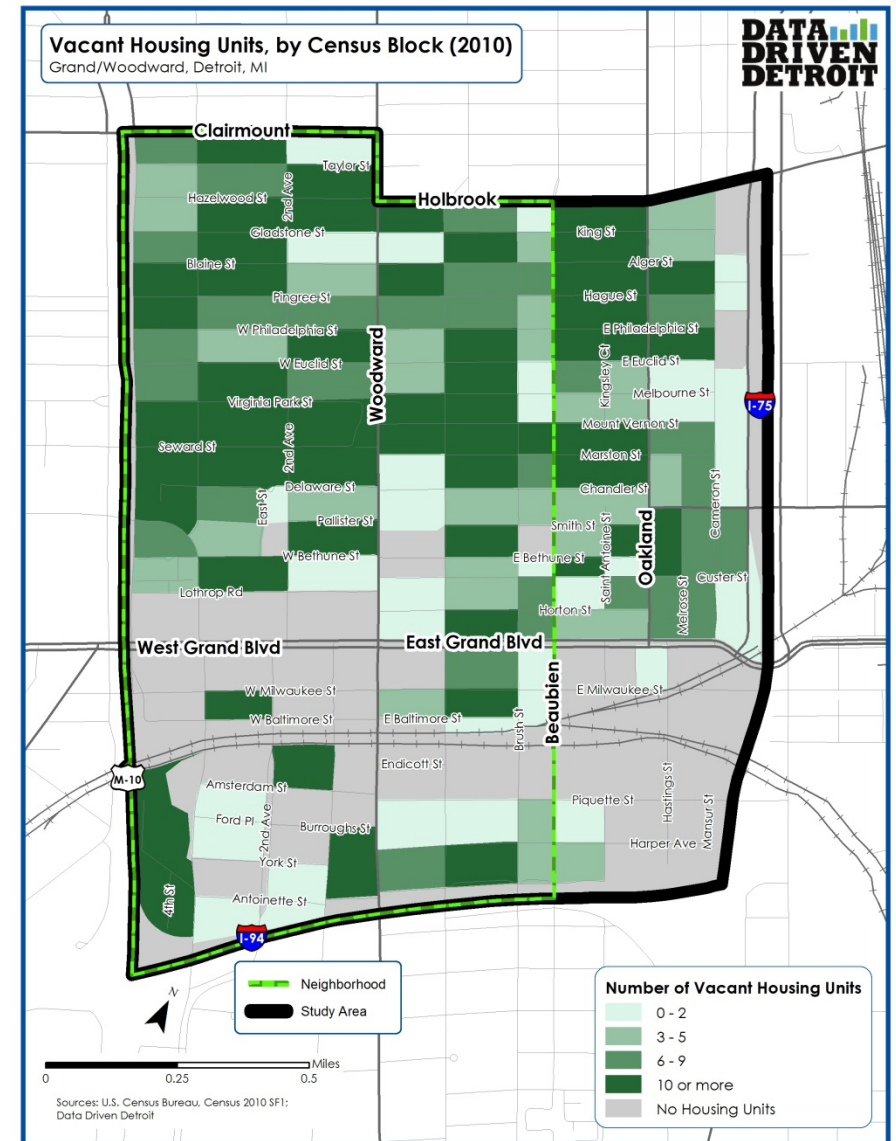 Vacant Housing Units, by Census Block (2010)
Grand/Woodward, Detroit, MI
DATA
DRIVEN
DETROIT
Clairmount
Taylor St
2nd Ave
Hazelwood St
Holbrook
Gladstone St
King St
Blaine St
Alger St
Pingree St
Hague St
W Philadelphia St
E Philadelphia St
Woodward
W Euclid St
E Euclid St
Kingsley Ct
Melbourne St
Virginia Park St
I-75
Mount Vernon St
2nd Ave
Seward St
Marston St
Delaware St
Chandler St
East St
Cameron St
Pallister St
Smith St
Saint Antoine St
Oakland
W Bethune St
E Bethune St
Lothrop Rd
Custer St
Melrose St
Horton St
West Grand Blvd
East Grand Blvd
W Milwaukee St
E Milwaukee St
W Baltimore St
E Baltimore St
Brush St
Beaubien
Endicott St
M-10
Amsterdam St
Piquette St
Hastings St
Mansur St
Ford Pl
2nd Ave
Burroughs St
Harper Ave
York St
4th St
Antoinette St
I-94
Neighborhood
Study Area
N
Miles
0 0.25 0.5
Sources: U.S. Census Bureau, Census 2010 SF1;
Data Driven Detroit
Number of Vacant Housing Units
0 - 2
3 - 5
6 - 9
10 or more
No Housing Units